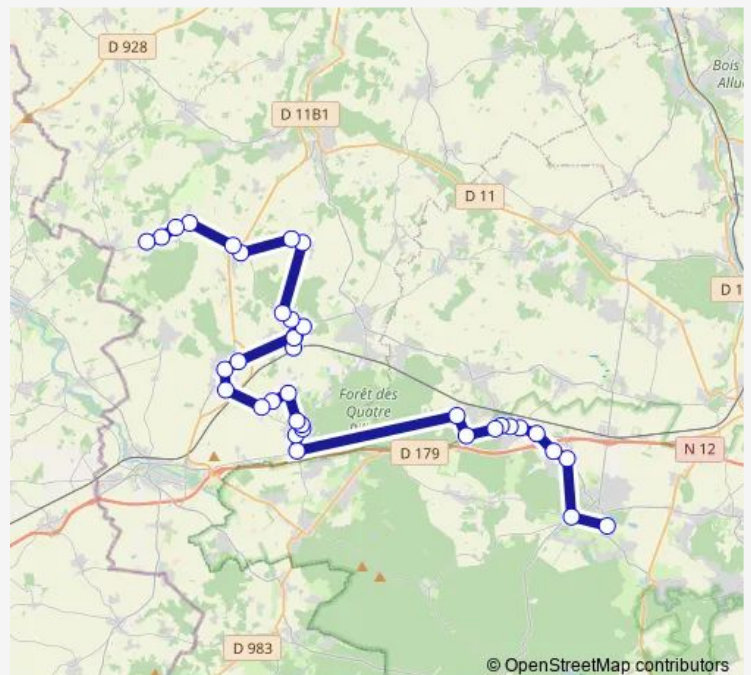 D 928
Bois
Allu
D 11B1
D 11
D 1
Forêt des
Quatre
D 179
N 12
D 983
© OpenStreetMap contributors